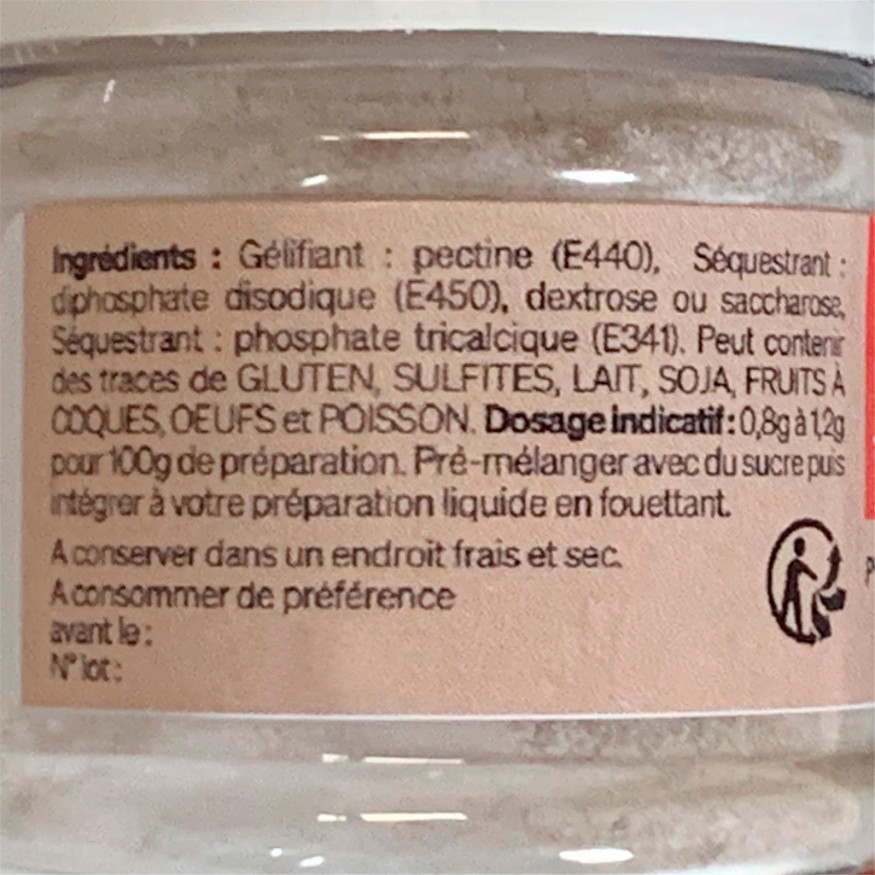 Ingrédients : Gélifiant : pectine (E440), Séquestrant :
diphosphate disodique (E450), dextrose ou saccharose,
Séquestrant : phosphate tricalcique (E341). Peut contenir
des traces de GLUTEN, SULFITES, LAIT, SOJA, FRUITS À
COQUES, OEUFS et POISSON. Dosage indicatif : 0,8g à 1,2g
pour 100g de préparation. Pré-mélanger avec du sucre puis
intégrer à votre préparation liquide en fouettant.
A conserver dans un endroit frais et sec.
A consommer de préférence
avant le :
N° lot :